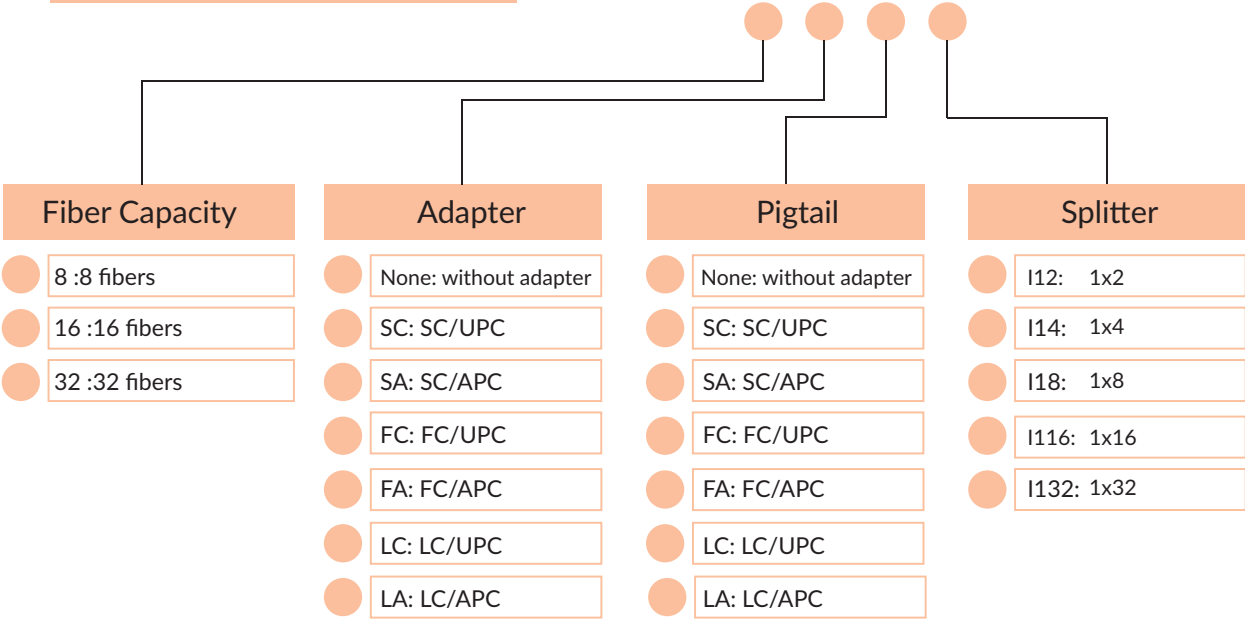 Fiber Capacity
8 :8 fibers
16 :16 fibers
32 :32 fibers
Adapter
None: without adapter
SC: SC/UPC
SA: SC/APC
FC: FC/UPC
FA: FC/APC
LC: LC/UPC
LA: LC/APC
Pigtail
None: without adapter
SC: SC/UPC
SA: SC/APC
FC: FC/UPC
FA: FC/APC
LC: LC/UPC
LA: LC/APC
Splitter
I12: 1x2
I14: 1x4
I18: 1x8
I116: 1x16
I132: 1x32